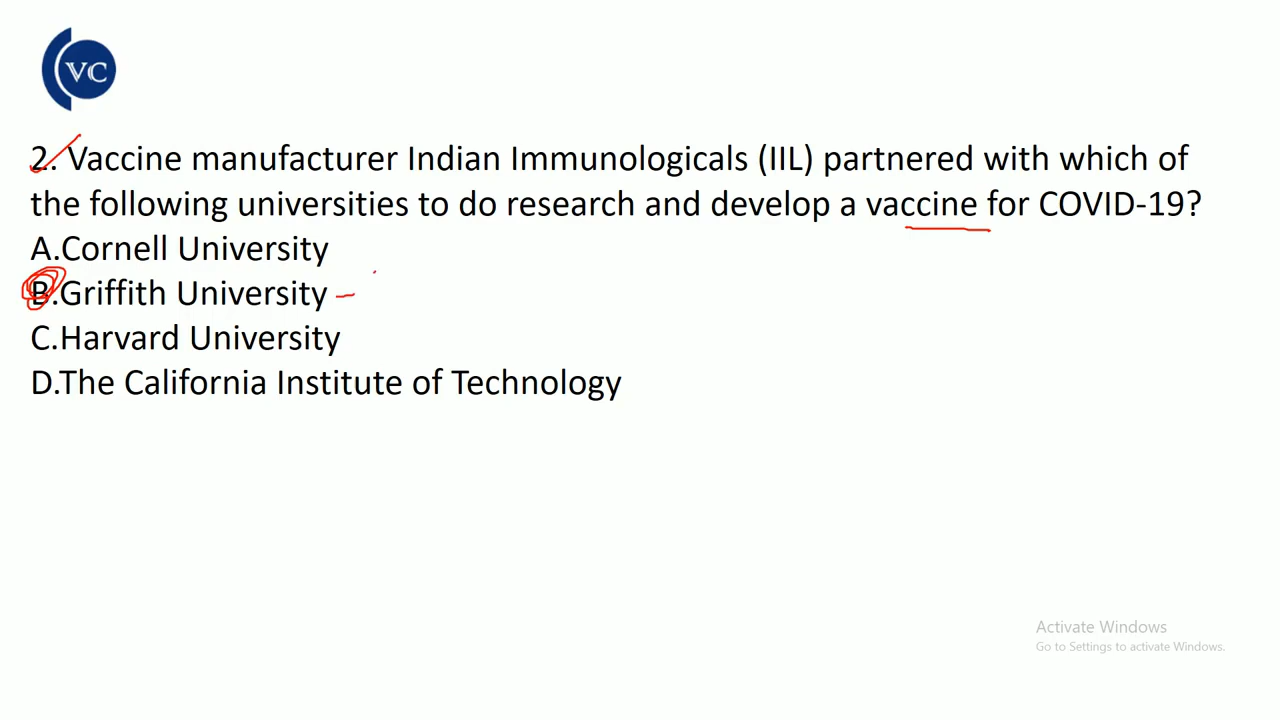 VC
2. Vaccine manufacturer Indian Immunologicals (IIL) partnered with which of
the following universities to do research and develop a vaccine for COVID-19?
A.Cornell University
B.Griffith University
C.Harvard University
D.The California Institute of Technology
Activate Windows
Go to Settings to activate Windows.